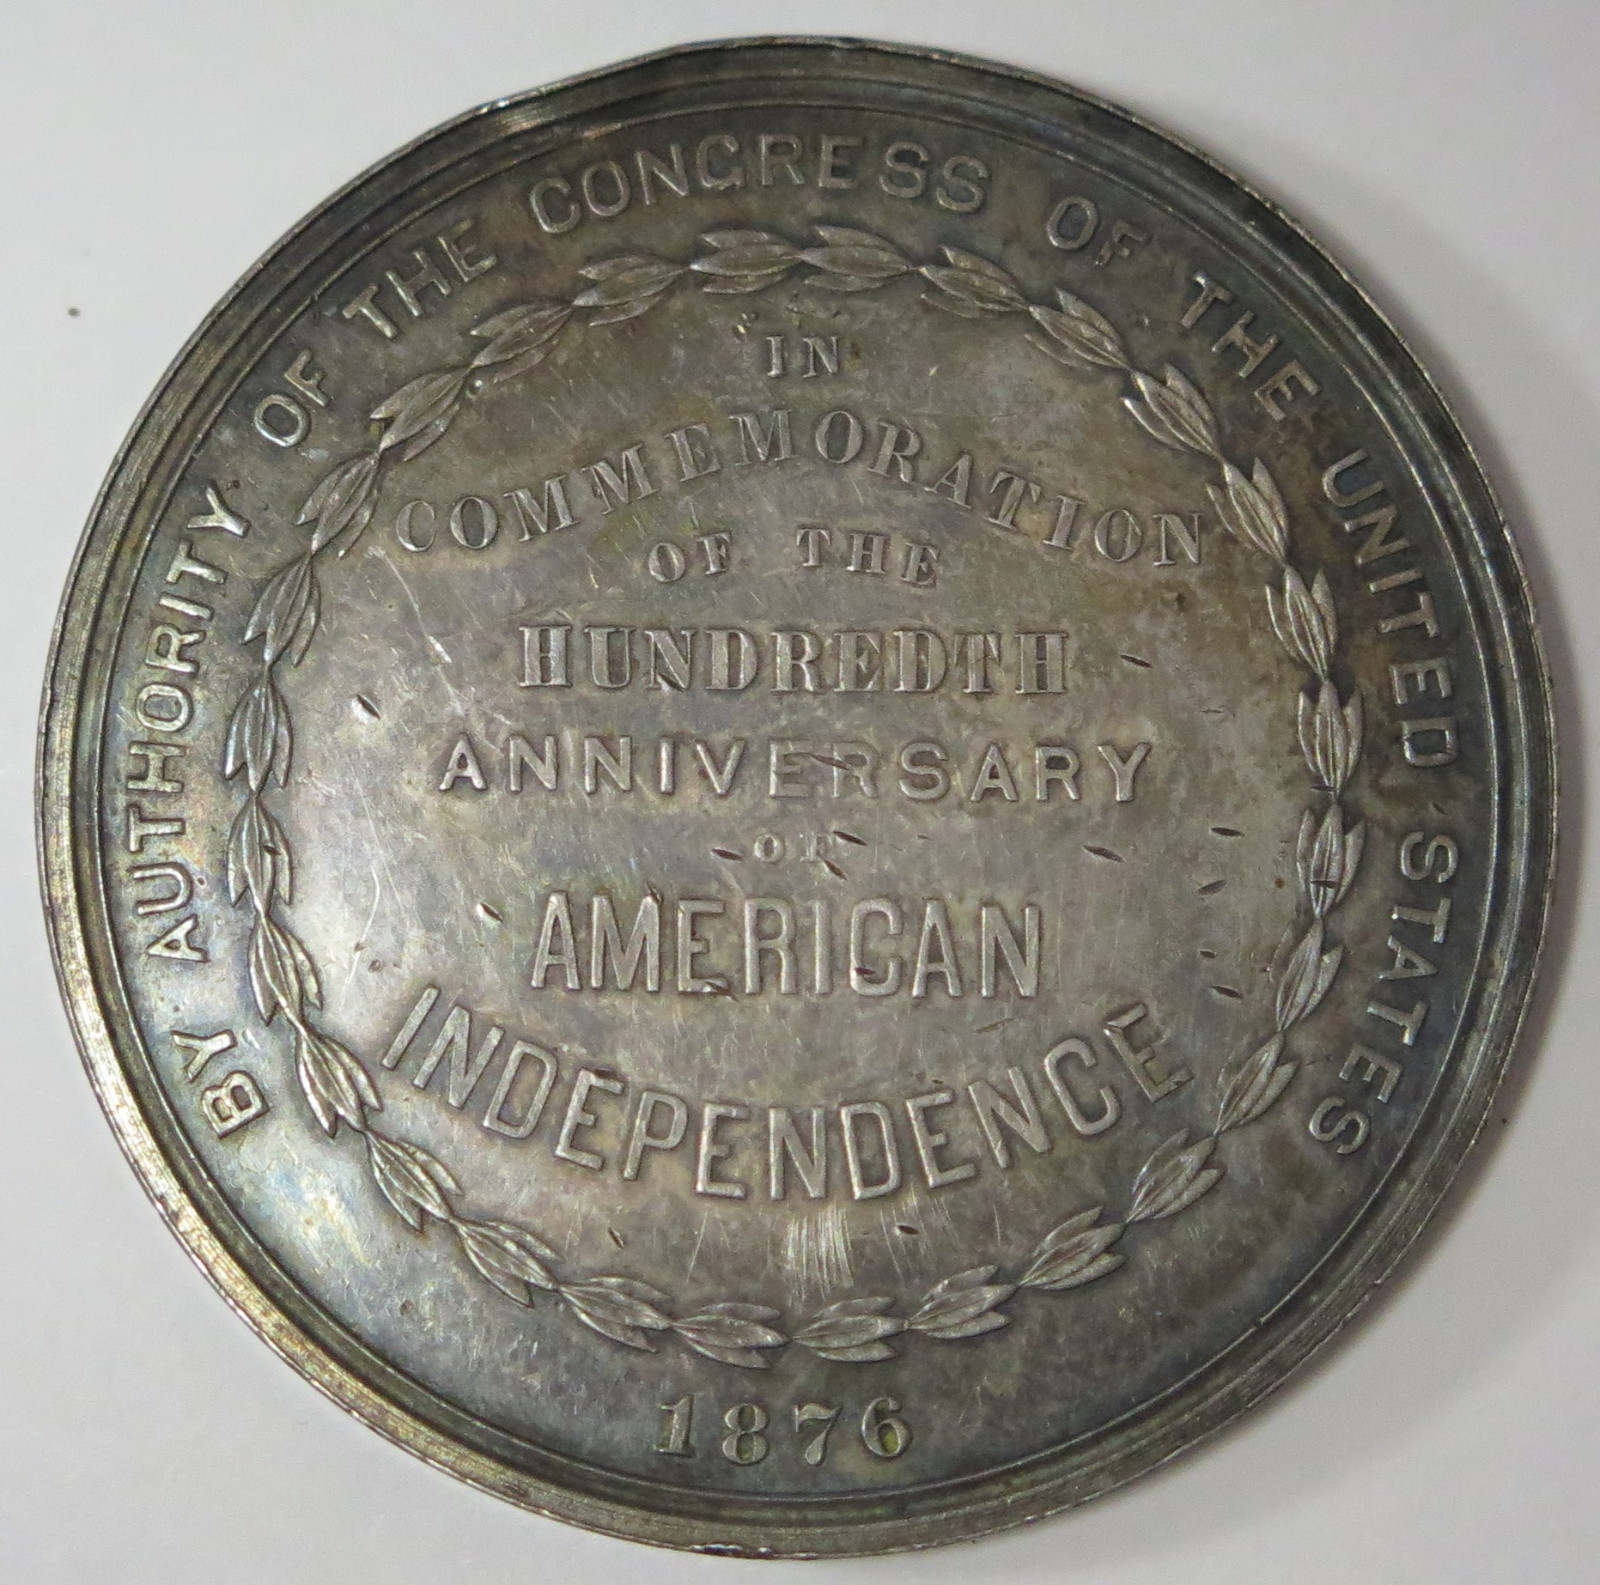 BY AUTHORITY OF THE CONGRESS OF THE UNITED STATES
IN
COMMEMORATION
OF THE
HUNDREDTH
ANNIVERSARY
OF
AMERICAN
INDEPENDENCE
1876